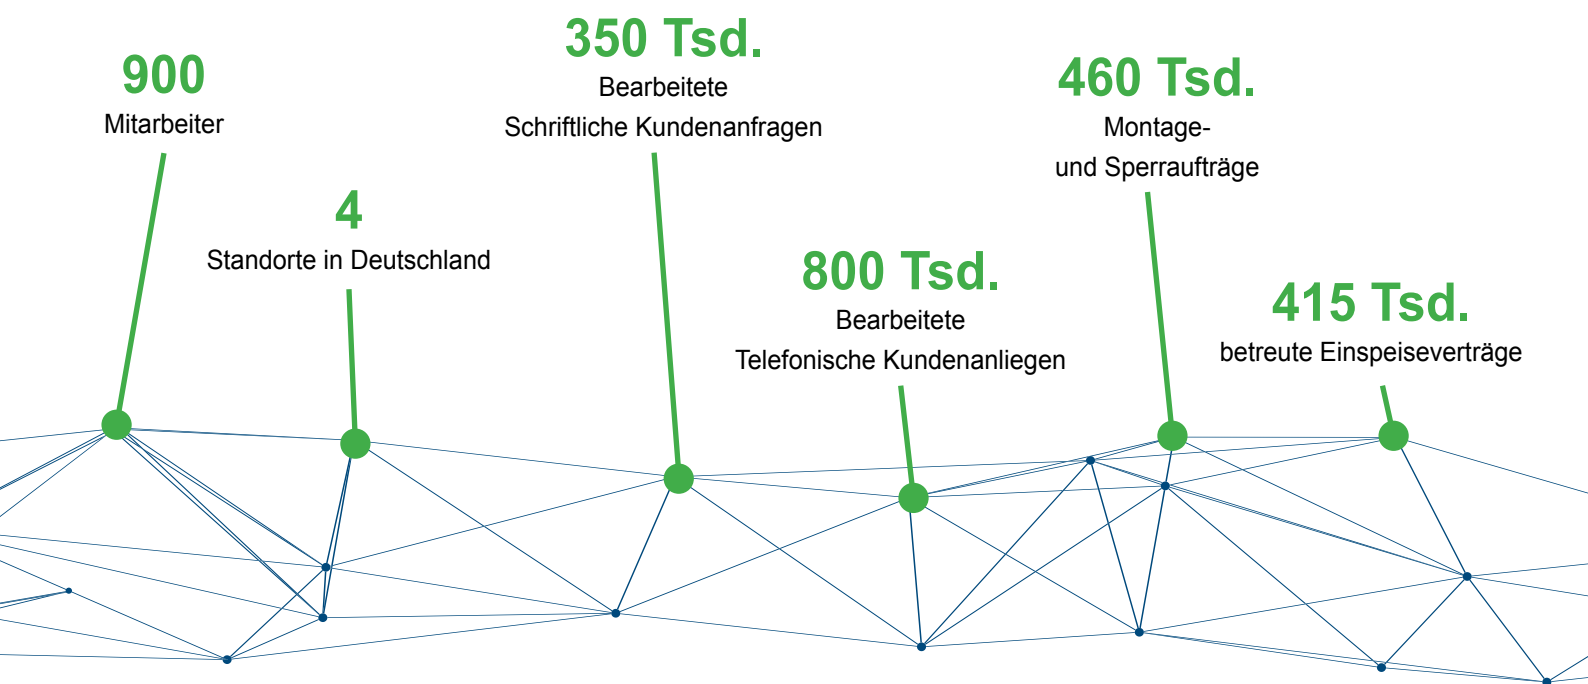 900
Mitarbeiter
4
Standorte in Deutschland
350 Tsd.
Bearbeitete
Schriftliche Kundenanfragen
800 Tsd.
Bearbeitete
Telefonische Kundenanliegen
460 Tsd.
Montage-
und Sperraufträge
415 Tsd.
betreute Einspeiseverträge